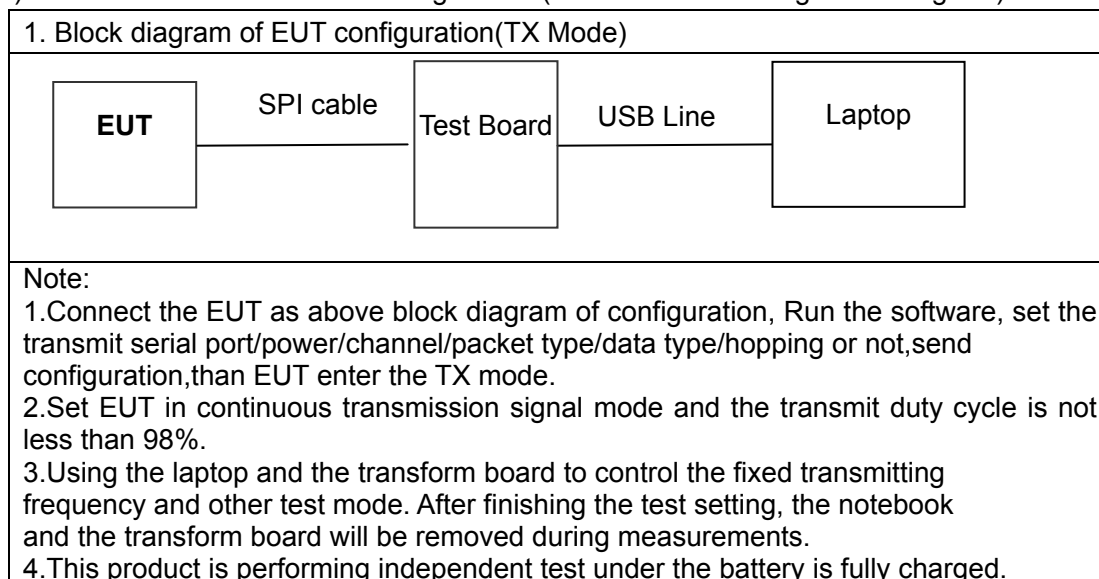 1. Block diagram of EUT configuration(TX Mode)
EUT
SPI cable
Test Board
USB Line
Laptop
Note:
1.Connect the EUT as above block diagram of configuration, Run the software, set the
transmit serial port/power/channel/packet type/data type/hopping or not,send
configuration,than EUT enter the TX mode.
2.Set EUT in continuous transmission signal mode and the transmit duty cycle is not
less than 98%.
3.Using the laptop and the transform board to control the fixed transmitting
frequency and other test mode. After finishing the test setting, the notebook
and the transform board will be removed during measurements.
4.This product is performing independent test under the battery is fully charged.